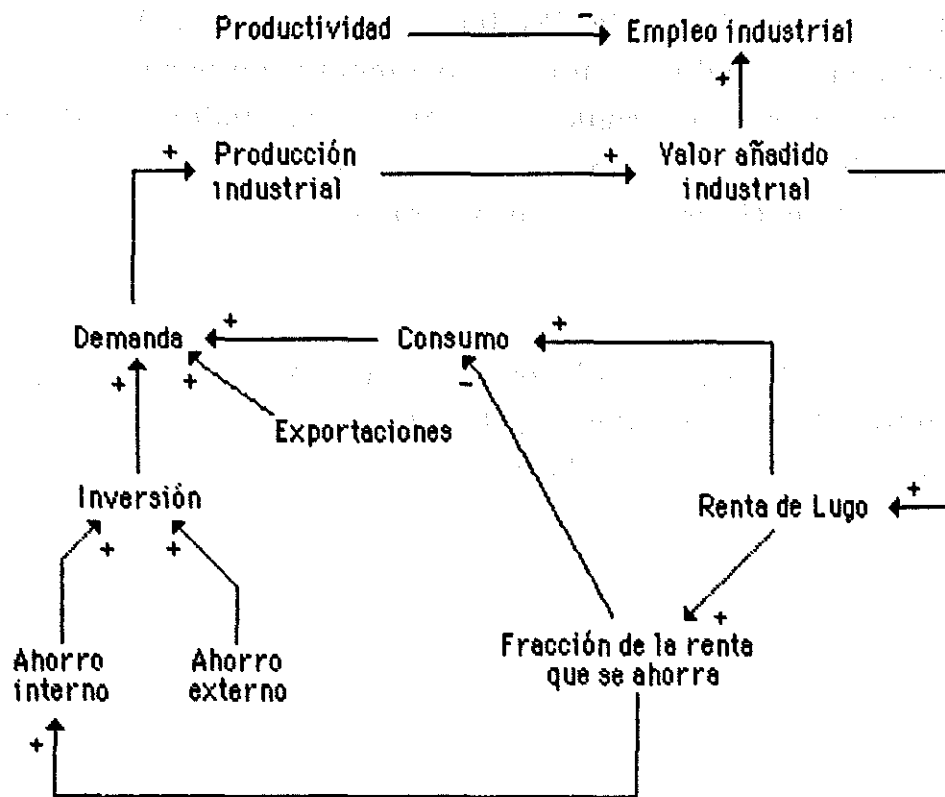 Productividad
Empleo industrial
Producción
industrial
Valor añadido
industrial
Demanda
Consumo
Exportaciones
Inversión
Renta de Lugo
Ahorro
interno
Ahorro
externo
Fracción de la renta
que se ahorra